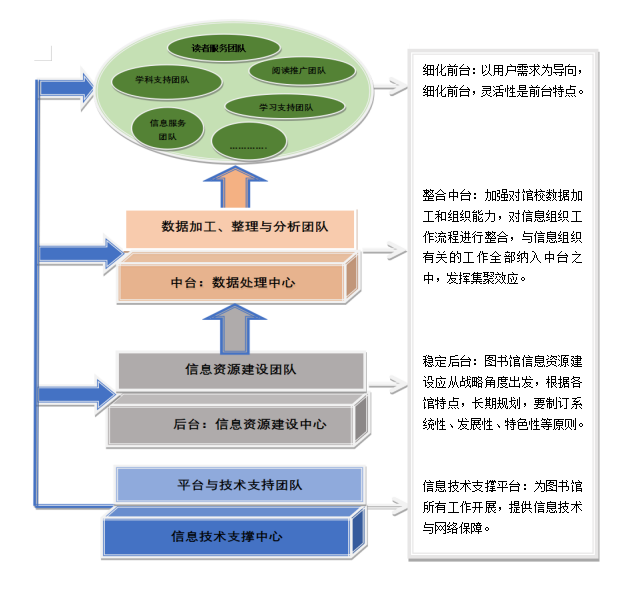 读者服务团队
阅读推广团队
学科支持团队
学习支持团队
信息服务
团队
………….
细化前台：以用户需求为导向，
细化前台，灵活性是前台特点。
数据加工、整理与分析团队
中台：数据处理中心
整合中台：加强对馆校数据加
工和组织能力，对信息组织工
作流程进行整合，与信息组织
有关的工作全部纳入中台之
中，发挥集聚效应。
信息资源建设团队
后台：信息资源建设中心
稳定后台：图书馆信息资源建
设应从战略角度出发，根据各
馆特点，长期规划，要制订系
统性、发展性、特色性等原则。
平台与技术支持团队
信息技术支撑中心
信息技术支撑平台：为图书馆
所有工作开展，提供信息技术
与网络保障。